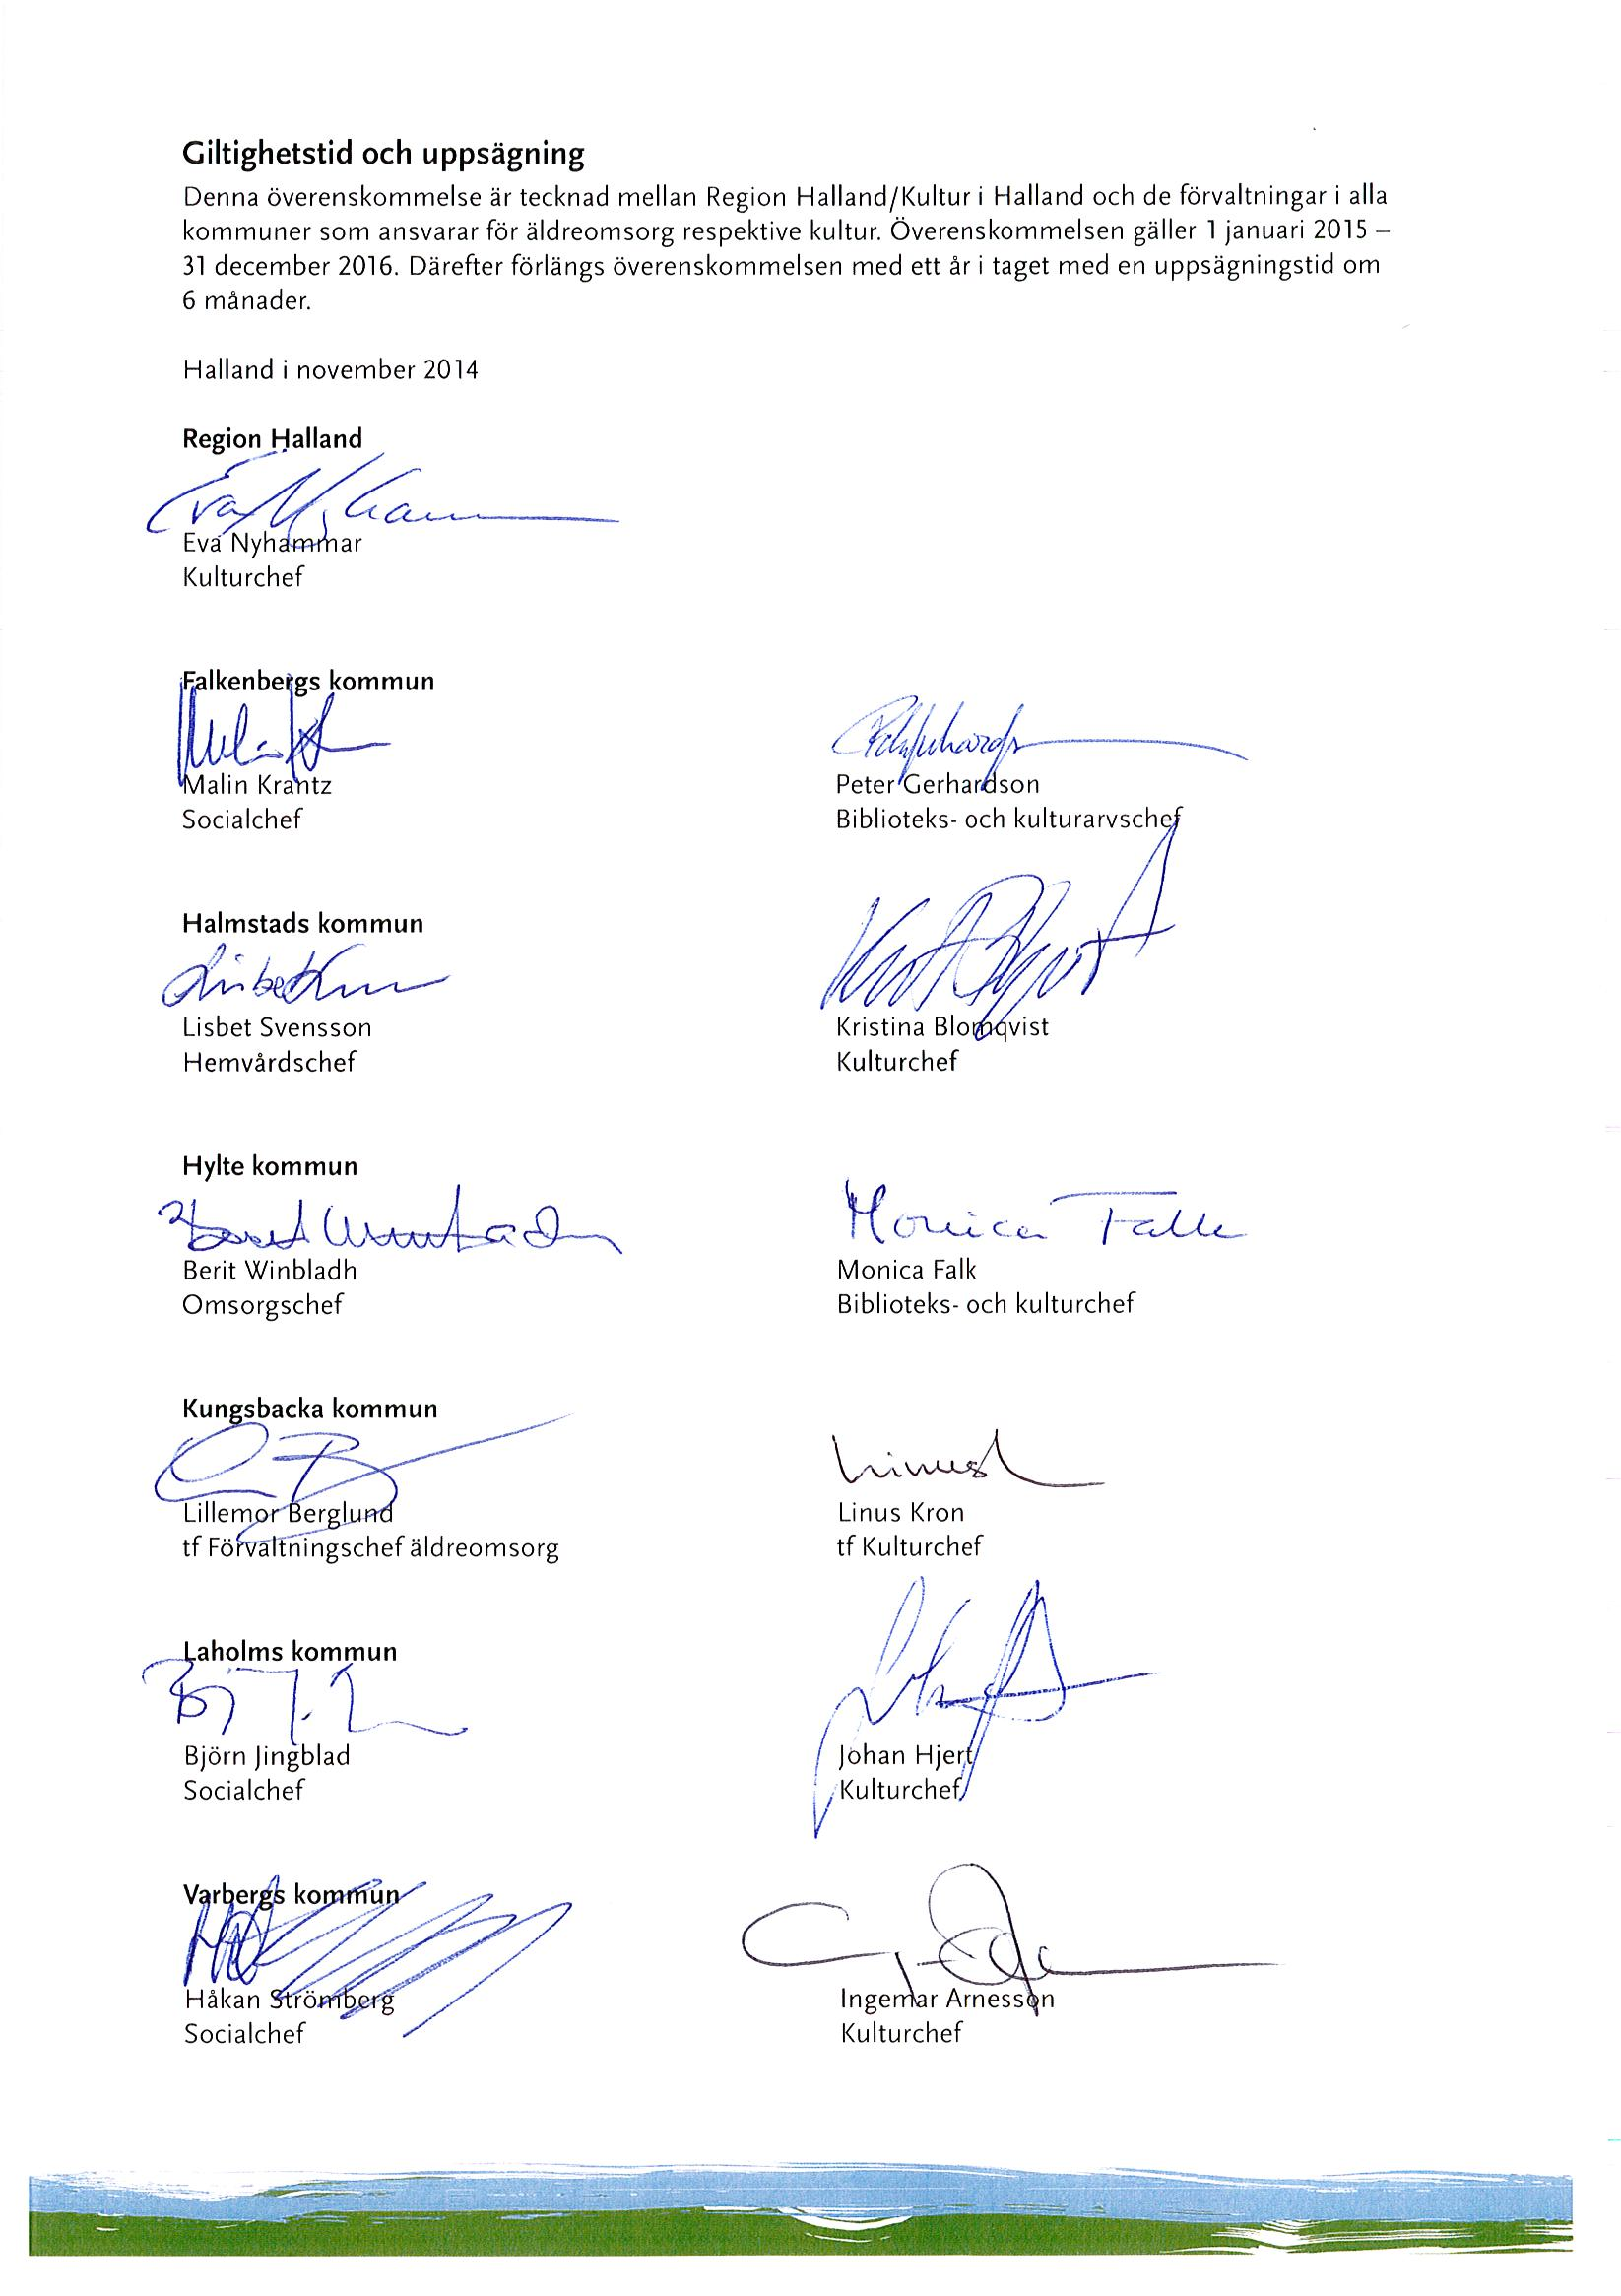 Giltighetstid och uppsägning
Denna överenskommelse är tecknad mellan Region Halland/Kultur i Halland och de förvaltningar i alla
kommuner som ansvarar för äldreomsorg respektive kultur. Överenskommelsen gäller 1 januari 2015 –
31 december 2016. Därefter förlängs överenskommelsen med ett år i taget med en uppsägningstid om
6 månader.
Halland i november 2014
Region Halland
Eva Nyhammar
Kulturchef
Falkenbergs kommun
Malin Krantz
Socialchef
Peter Gerhardson
Biblioteks- och kulturarvschef
Halmstads kommun
Lisbet Svensson
Hemvårdschef
Kristina Blomqvist
Kulturchef
Hylte kommun
Berit Winbladh
Monica Falk
Berit Winbladh
Omsorgschef
Monica Falk
Biblioteks- och kulturchef
Kungsbacka kommun
Lillemor Berglund
tf Förvaltningschef äldreomsorg
Linus Kron
tf Kulturchef
Laholms kommun
Björn Jingblad
Socialchef
Johan Hjert
Kulturchef
Varbergs kommun
Håkan Strömberg
Socialchef
Ingemar Arnesson
Kulturchef